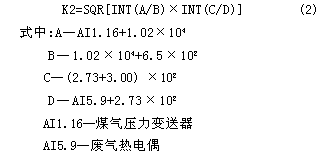 K2=SQR[INT(A/B)×INT(C/D)] (2)
式中:A—AI1.16+1.02×10⁴
B—1.02×10⁴+6.5×10²
C—(2.73+3.00)×10²
D—AI5.9+2.73×10²
AI1.16—煤气压力变送器
AI5.9—废气热电偶